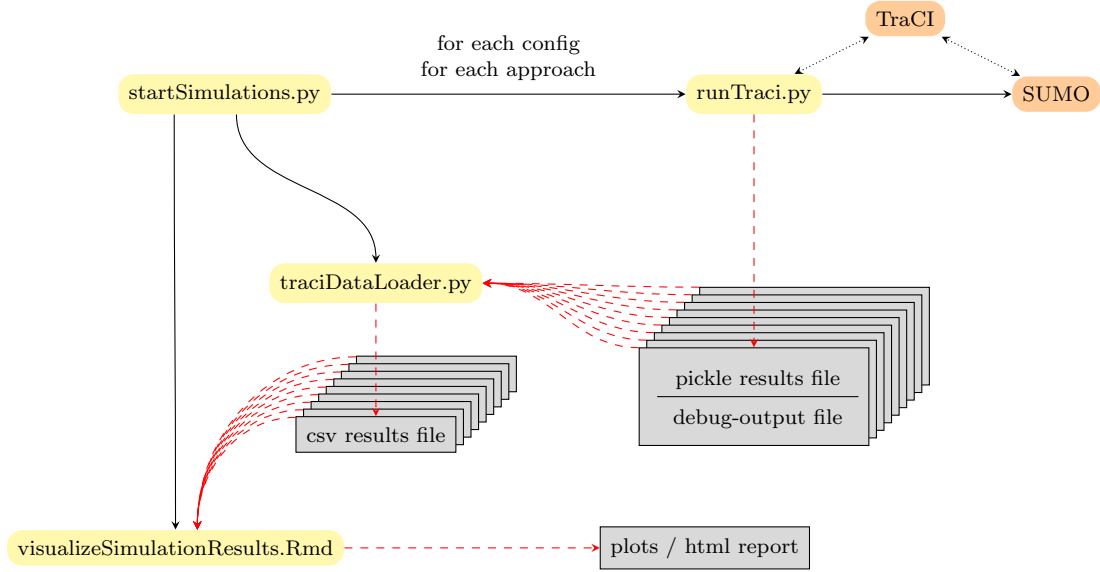 TraCI
for each config
for each approach
startSimulations.py
runTraci.py
SUMO
traciDataLoader.py
pickle results file
debug-output file
csv results file
visualizeSimulationResults.Rmd
plots / html report